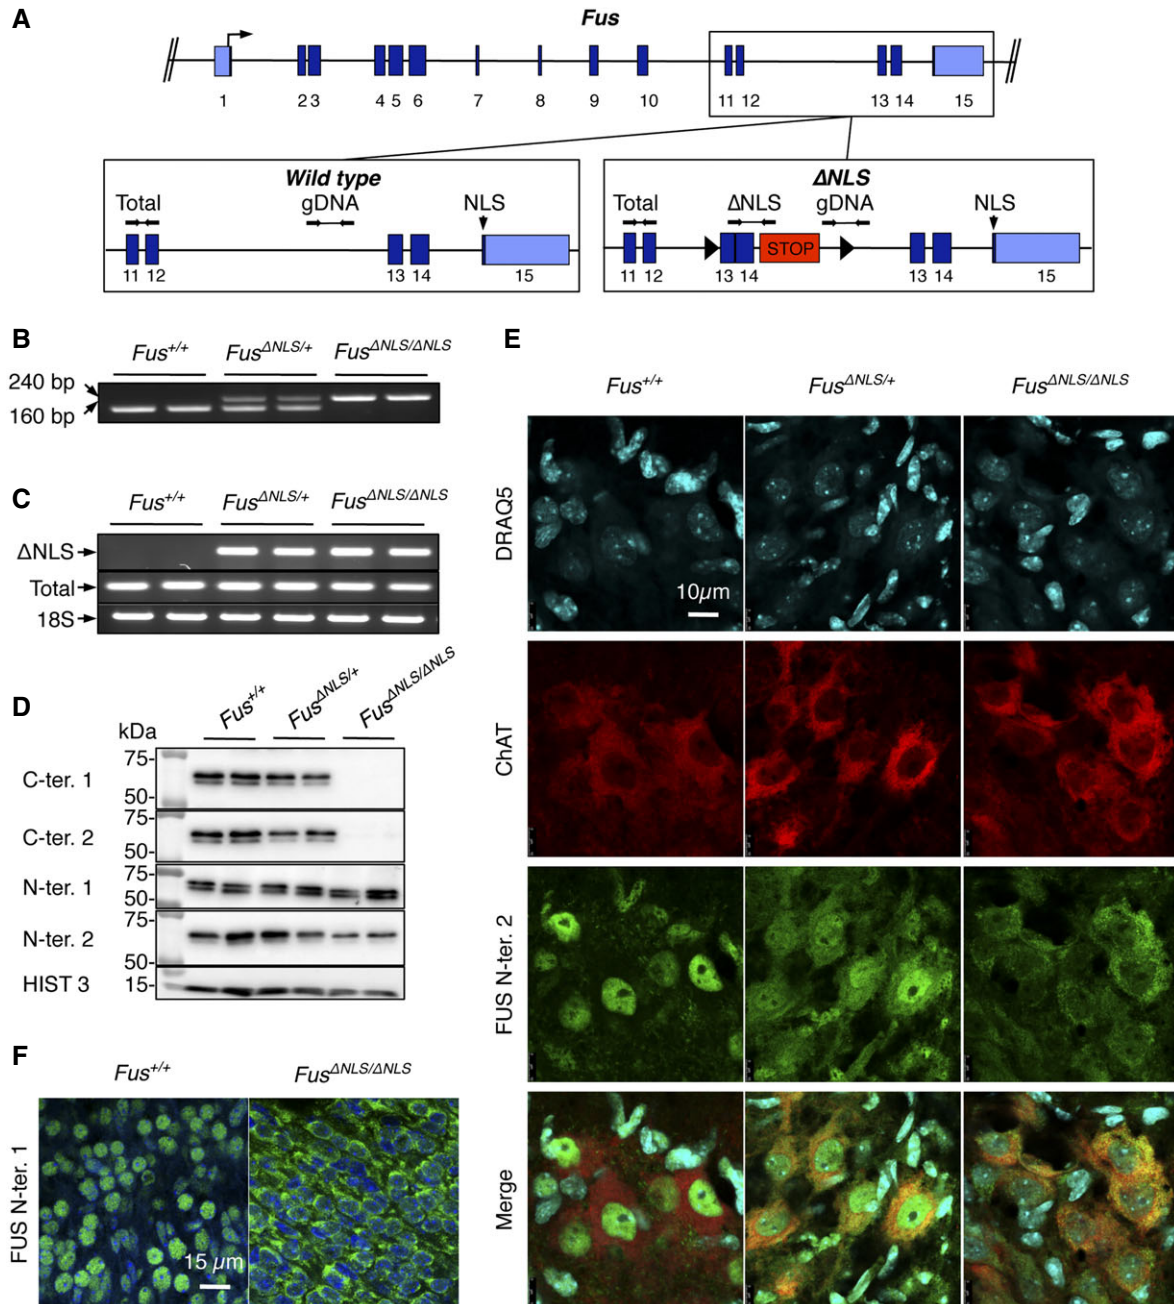 A
Fus
1 2 3 4 5 6 7 8 9 10 11 12 13 14 15
Wild type
Total gDNA NLS
11 12 13 14 15
ΔNLS
Total ΔNLS gDNA NLS
STOP
11 12 13 14 13 14 15
B
Fus+/+ FusΔNLS/+ FusΔNLS/ΔNLS
240 bp
160 bp
C
Fus+/+ FusΔNLS/+ FusΔNLS/ΔNLS
ΔNLS
Total
18S
D
Fus+/+ FusΔNLS/+ FusΔNLS/ΔNLS
kDa
C-ter. 1 75- 50-
C-ter. 2 75- 50-
N-ter. 1 75- 50-
N-ter. 2 75- 50-
HIST 3 15-
E
Fus+/+ FusΔNLS/+ FusΔNLS/ΔNLS
DRAQ5
10µm
ChAT
FUS N-ter. 2
Merge
F
Fus+/+ FusΔNLS/ΔNLS
FUS N-ter. 1
15 µm